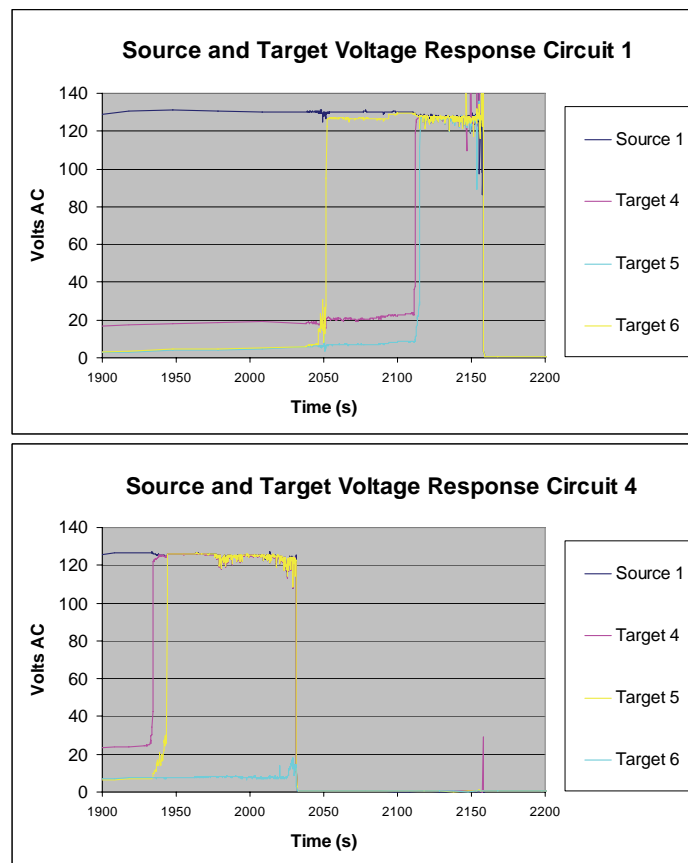 Source and Target Voltage Response Circuit 1
140
120
100
80
60
40
20
0
Volts AC
1900 1950 2000 2050 2100 2150 2200
Time (s)
Source 1
Target 4
Target 5
Target 6
Source and Target Voltage Response Circuit 4
140
120
100
80
60
40
20
0
Volts AC
1900 1950 2000 2050 2100 2150 2200
Time (s)
Source 1
Target 4
Target 5
Target 6